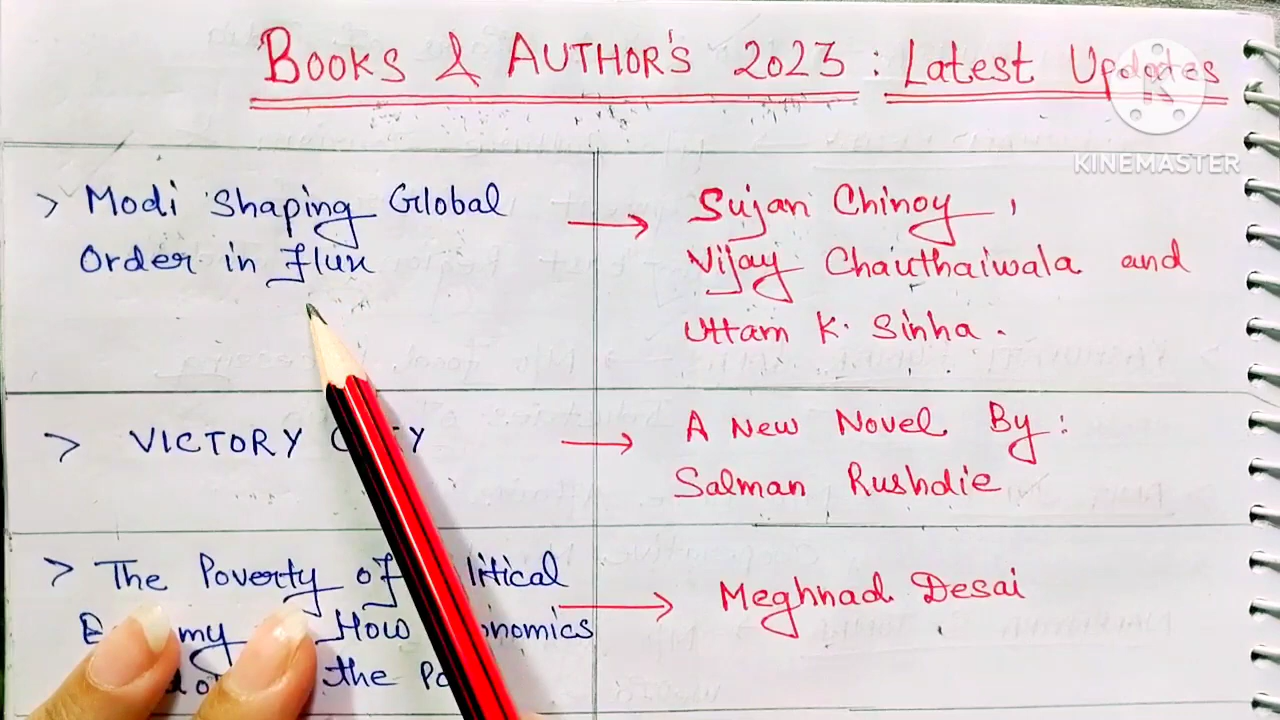 BOOKS & AUTHOR'S 2023 : Latest Updates
KINEMASTER
> Modi Shaping Global
Order in Flux
→ Sujan Chinoy,
Vijay Chauthaiwala and
Uttam K. Sinha.
> VICTORY
→ A New Novel By:
Salman Rushdie
> The Poverty of
How
the
→ Meghnad Desai